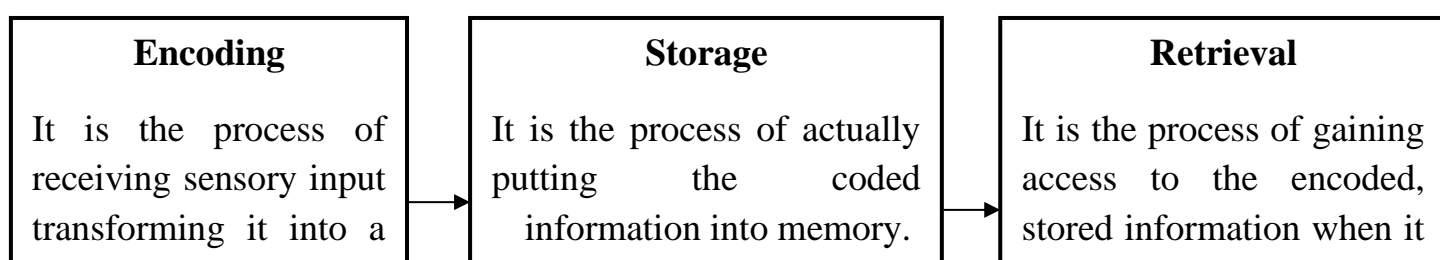 Encoding
It is the process of
receiving sensory input
transforming it into a
Storage
It is the process of actually
putting the coded
information into memory.
Retrieval
It is the process of gaining
access to the encoded,
stored information when it